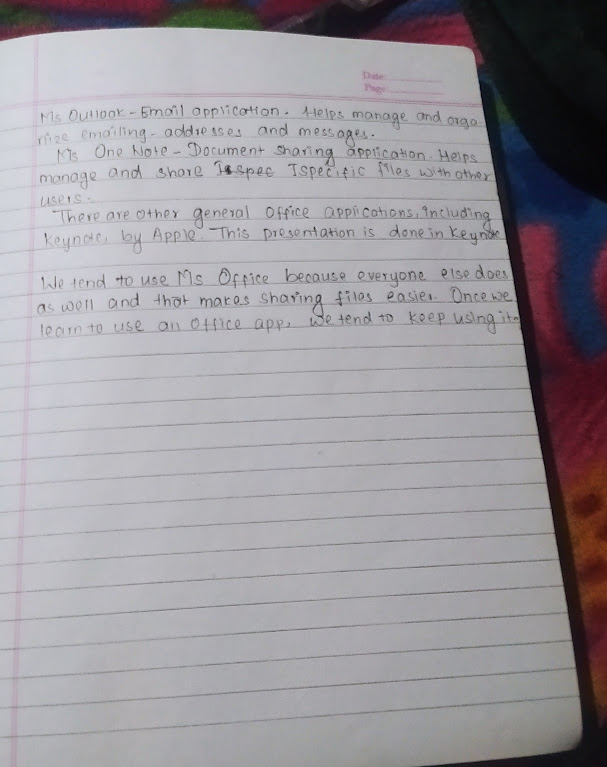 Date:
Page
Ms Outlook - Email application. Helps manage and orga
nize emailing - addresses and messages.
Ms One Note - Document sharing application. Helps
manage and share Ispec Ispecific files with other
users.
There are other general office applications, including
Keynote, by Apple. This presentation is done in Keynote
We tend to use Ms Office because everyone else does
as well and that makes sharing files easier. Once we
learn to use an office app, we tend to keep using it.